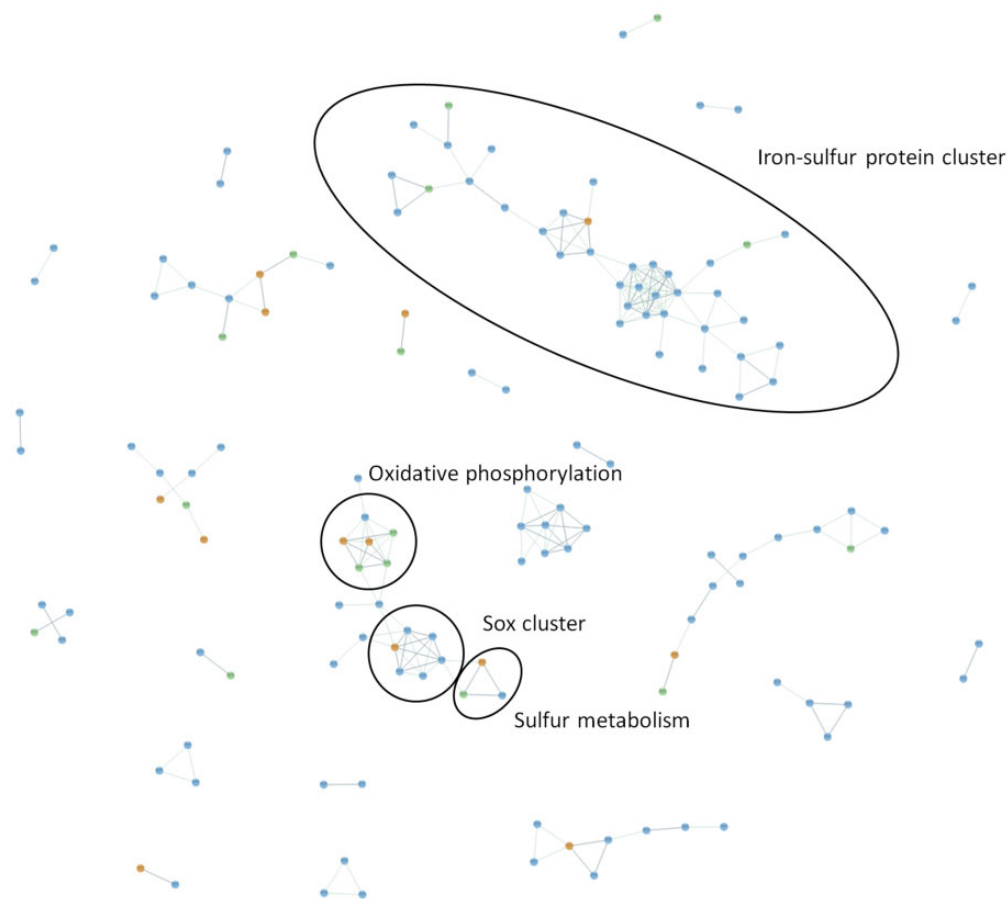 Iron-sulfur protein cluster
Oxidative phosphorylation
Sox cluster
Sulfur metabolism